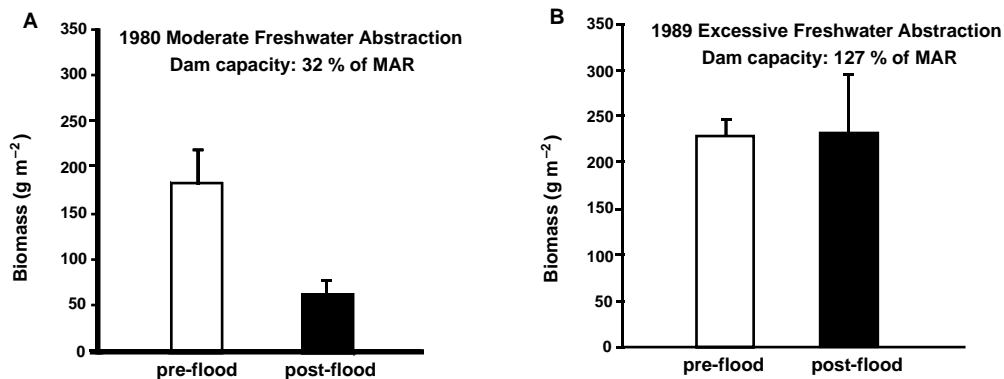 A
1980 Moderate Freshwater Abstraction
Dam capacity: 32 % of MAR
350
300
250
200
150
100
50
0
Biomass (g m⁻²)
pre-flood post-flood
B
1989 Excessive Freshwater Abstraction
Dam capacity: 127 % of MAR
350
300
250
200
150
100
50
0
Biomass (g m⁻²)
pre-flood post-flood